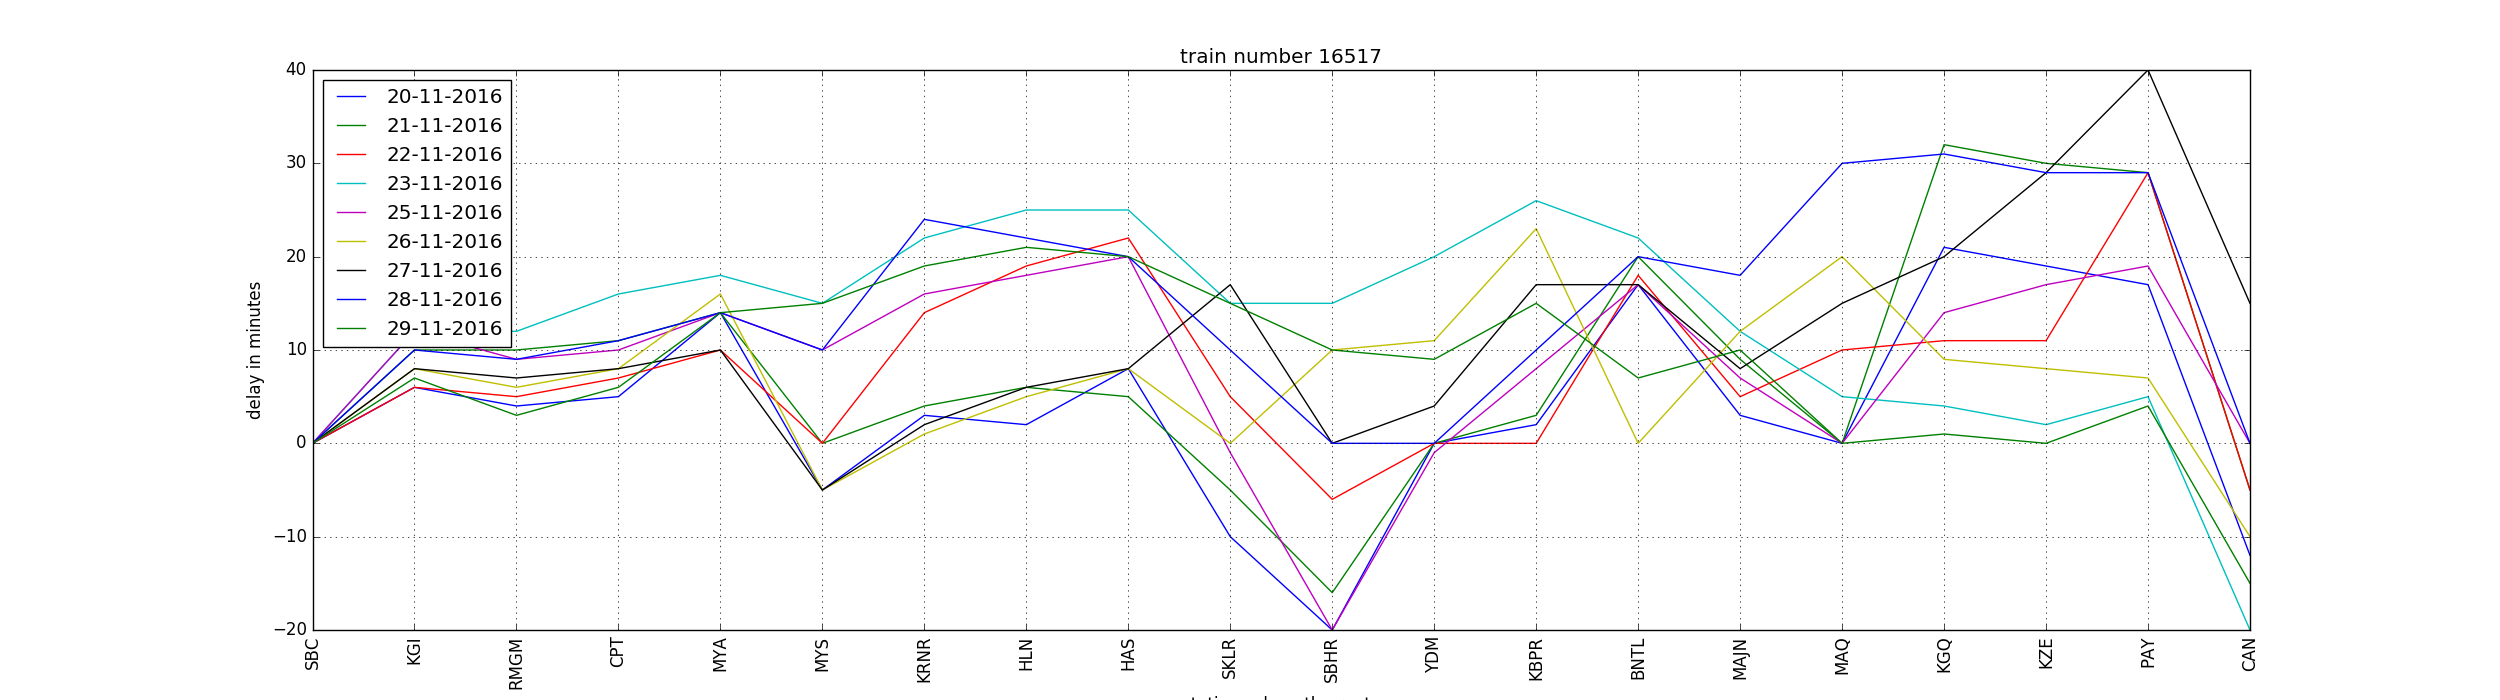 train number 16517
40
30
20
10
0
−10
−20
delay in minutes
20-11-2016
21-11-2016
22-11-2016
23-11-2016
25-11-2016
26-11-2016
27-11-2016
28-11-2016
29-11-2016
SBC
KGI
RMGM
CPT
MYA
MYS
KRNR
HLN
HAS
SKLR
SBHR
YDM
KBPR
BNTL
MAJN
MAQ
KGQ
KZE
PAY
CAN